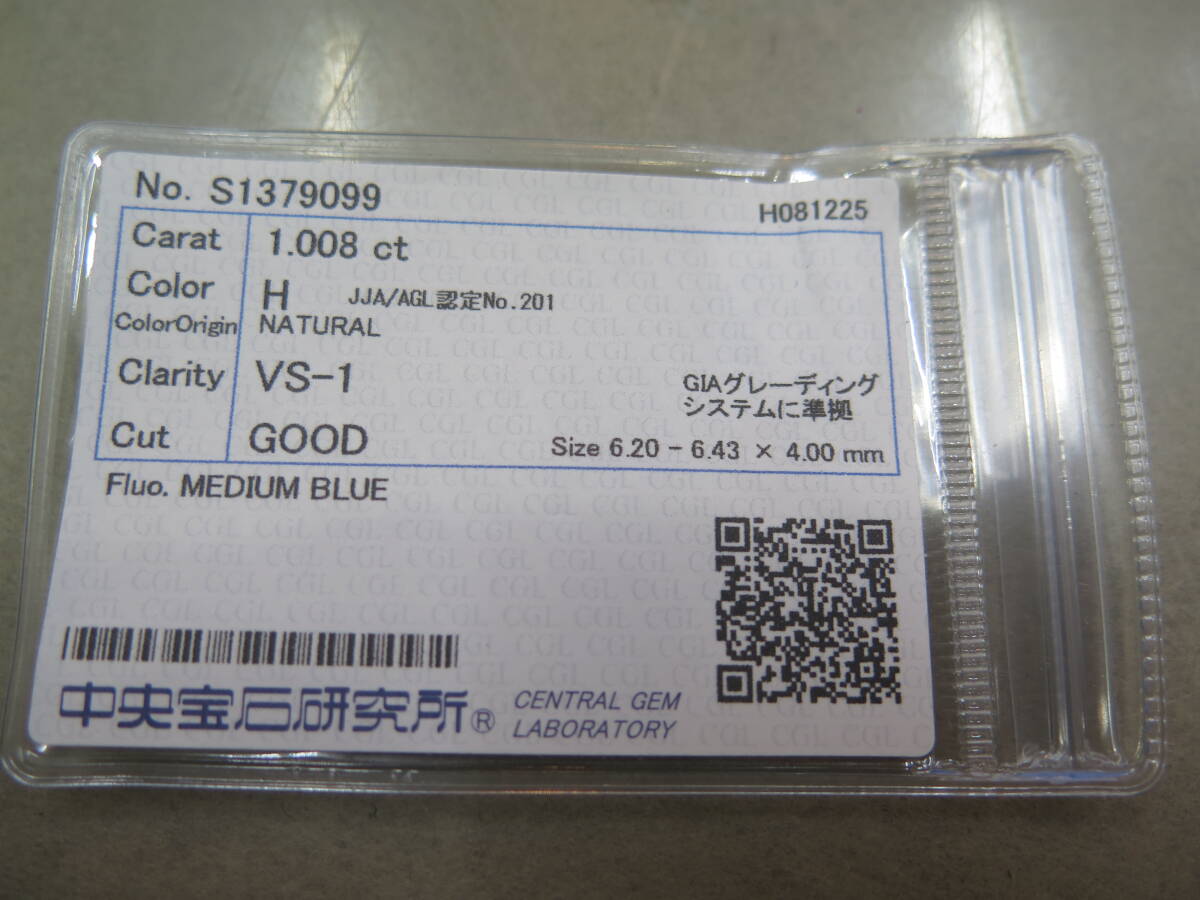 No. S1379099
H081225
Carat 1.008 ct
Color H JJA/AGL認定No.201
ColorOrigin NATURAL
Clarity VS-1
GIAグレーディング
システムに準拠
Cut GOOD Size 6.20 - 6.43 × 4.00 mm
Fluo. MEDIUM BLUE
中央宝石研究所® CENTRAL GEM
LABORATORY